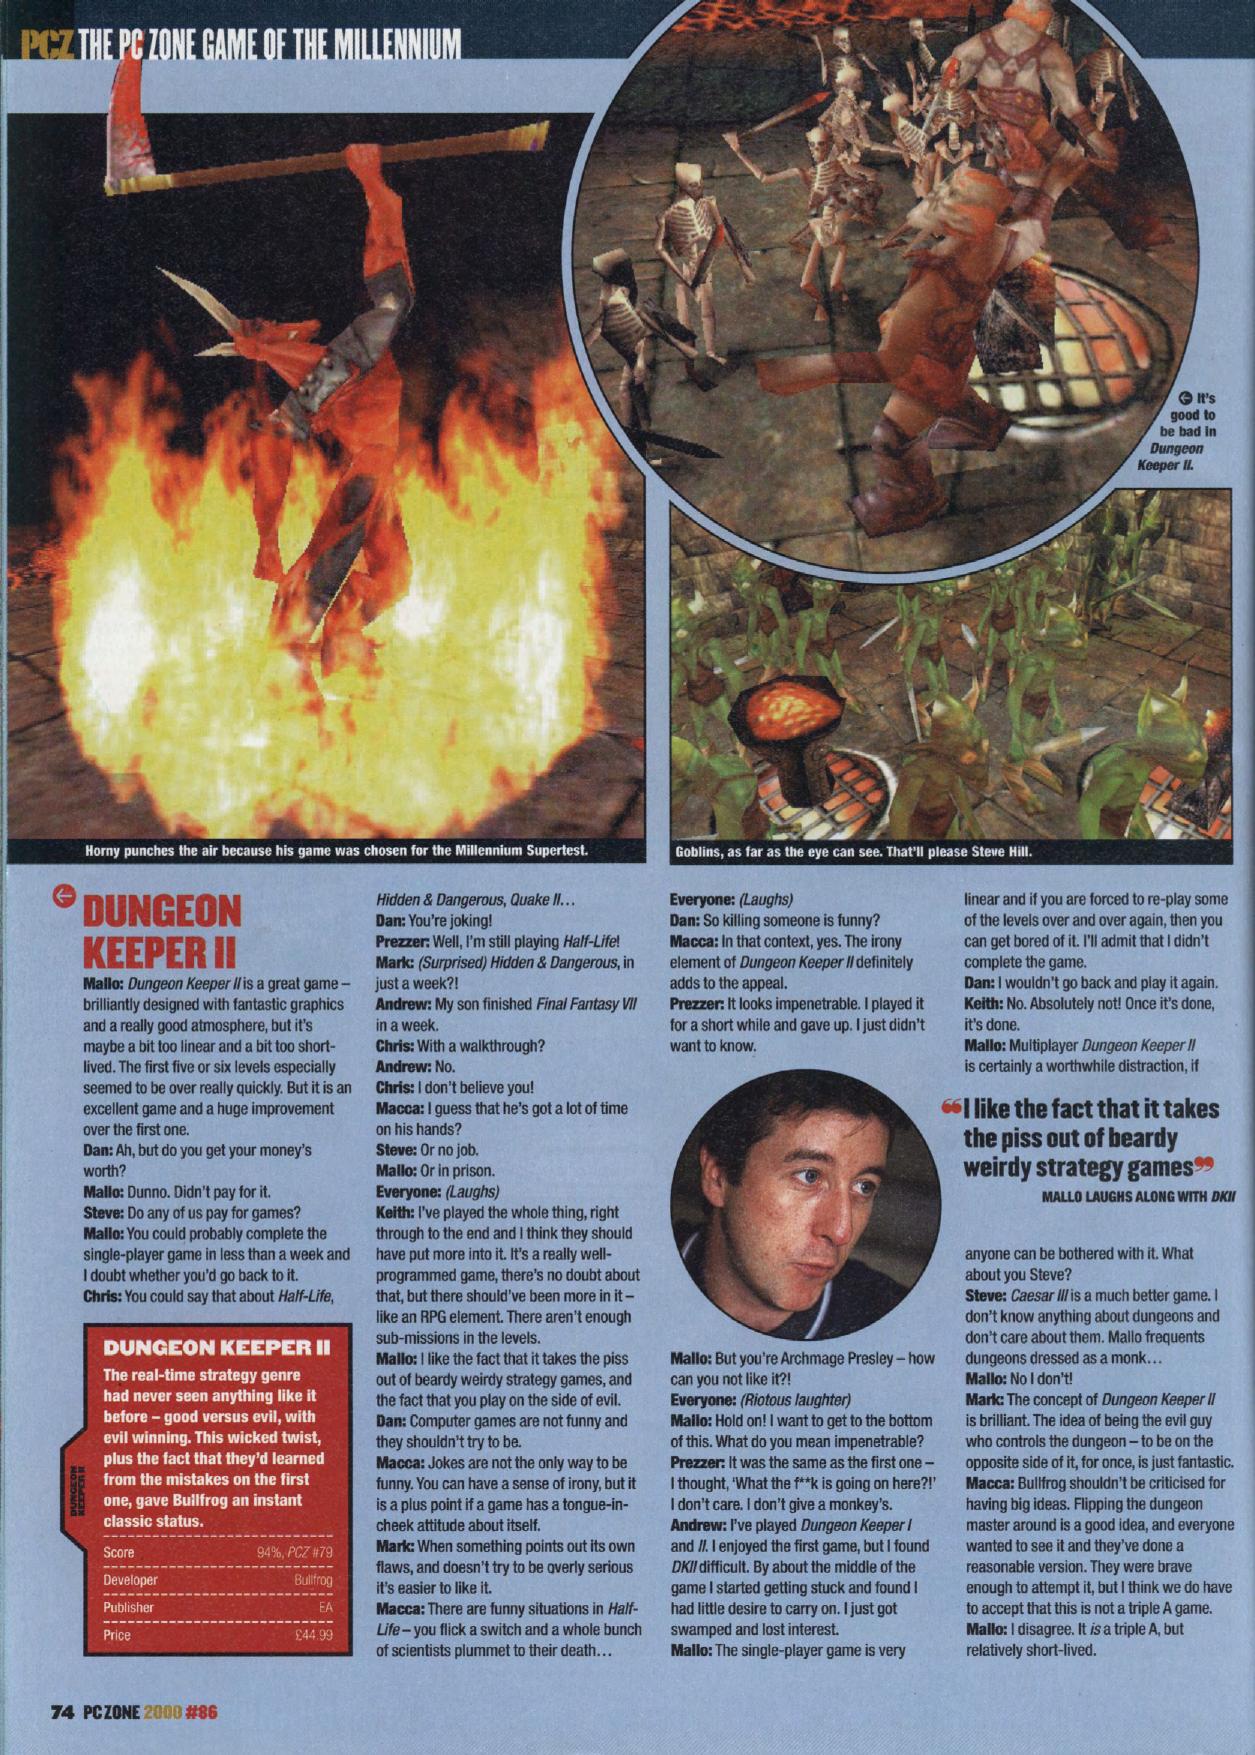 PCZ THE PC ZONE GAME OF THE MILLENNIUM
It's
good to
be bad in
Dungeon
Keeper II.
Horny punches the air because his game was chosen for the Millennium Supertest.
Goblins, as far as the eye can see. That'll please Steve Hill.
DUNGEON
KEEPER II
Mallo: Dungeon Keeper II is a great game –
brilliantly designed with fantastic graphics
and a really good atmosphere, but it's
maybe a bit too linear and a bit too short-
lived. The first five or six levels especially
seemed to be over really quickly. But it is an
excellent game and a huge improvement
over the first one.
Dan: Ah, but do you get your money's
worth?
Mallo: Dunno. Didn't pay for it.
Steve: Do any of us pay for games?
Mallo: You could probably complete the
single-player game in less than a week and
I doubt whether you'd go back to it.
Chris: You could say that about Half-Life,
DUNGEON KEEPER II
The real-time strategy genre
had never seen anything like it
before – good versus evil, with
evil winning. This wicked twist,
plus the fact that they'd learned
from the mistakes on the first
one, gave Bullfrog an instant
classic status.
DUNGEON
KEEPER II
Score 94%, PCZ #79
Developer Bullfrog
Publisher EA
Price £44.99
Hidden & Dangerous, Quake II…
Dan: You're joking!
Prezzer: Well, I'm still playing Half-Life!
Mark: (Surprised) Hidden & Dangerous, in
just a week?!
Andrew: My son finished Final Fantasy VII
in a week.
Chris: With a walkthrough?
Andrew: No.
Chris: I don't believe you!
Macca: I guess that he's got a lot of time
on his hands?
Steve: Or no job.
Mallo: Or in prison.
Everyone: (Laughs)
Keith: I've played the whole thing, right
through to the end and I think they should
have put more into it. It's a really well-
programmed game, there's no doubt about
that, but there should've been more in it –
like an RPG element. There aren't enough
sub-missions in the levels.
Mallo: I like the fact that it takes the piss
out of beardy weirdy strategy games, and
the fact that you play on the side of evil.
Dan: Computer games are not funny and
they shouldn't try to be.
Macca: Jokes are not the only way to be
funny. You can have a sense of irony, but it
is a plus point if a game has a tongue-in-
cheek attitude about itself.
Mark: When something points out its own
flaws, and doesn't try to be overly serious
it's easier to like it.
Macca: There are funny situations in Half-
Life – you flick a switch and a whole bunch
of scientists plummet to their death…
Everyone: (Laughs)
Dan: So killing someone is funny?
Macca: In that context, yes. The irony
element of Dungeon Keeper II definitely
adds to the appeal.
Prezzer: It looks impenetrable. I played it
for a short while and gave up. I just didn't
want to know.
Mallo: But you're Archmage Presley – how
can you not like it?!
Everyone: (Riotous laughter)
Mallo: Hold on! I want to get to the bottom
of this. What do you mean impenetrable?
Prezzer: It was the same as the first one –
I thought, 'What the f**k is going on here?!'
I don't care. I don't give a monkey's.
Andrew: I've played Dungeon Keeper I
and II. I enjoyed the first game, but I found
DKII difficult. By about the middle of the
game I started getting stuck and found I
had little desire to carry on. I just got
swamped and lost interest.
Mallo: The single-player game is very
linear and if you are forced to re-play some
of the levels over and over again, then you
can get bored of it. I'll admit that I didn't
complete the game.
Dan: I wouldn't go back and play it again.
Keith: No. Absolutely not! Once it's done,
it's done.
Mallo: Multiplayer Dungeon Keeper II
is certainly a worthwhile distraction, if
“I like the fact that it takes
the piss out of beardy
weirdy strategy games”
MALLO LAUGHS ALONG WITH DKII
anyone can be bothered with it. What
about you Steve?
Steve: Caesar III is a much better game. I
don't know anything about dungeons and
don't care about them. Mallo frequents
dungeons dressed as a monk…
Mallo: No I don't!
Mark: The concept of Dungeon Keeper II
is brilliant. The idea of being the evil guy
who controls the dungeon – to be on the
opposite side of it, for once, is just fantastic.
Macca: Bullfrog shouldn't be criticised for
having big ideas. Flipping the dungeon
master around is a good idea, and everyone
wanted to see it and they've done a
reasonable version. They were brave
enough to attempt it, but I think we do have
to accept that this is not a triple A game.
Mallo: I disagree. It is a triple A, but
relatively short-lived.
74 PC ZONE 2000 #86